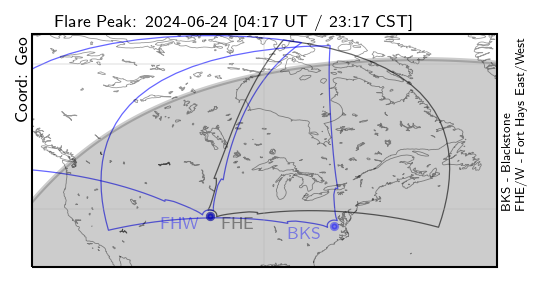 Flare Peak: 2024-06-24 [04:17 UT / 23:17 CST]
Coord: Geo
FHW
FHE
BKS
BKS - Blackstone
FHE/W - Fort Hays East/West